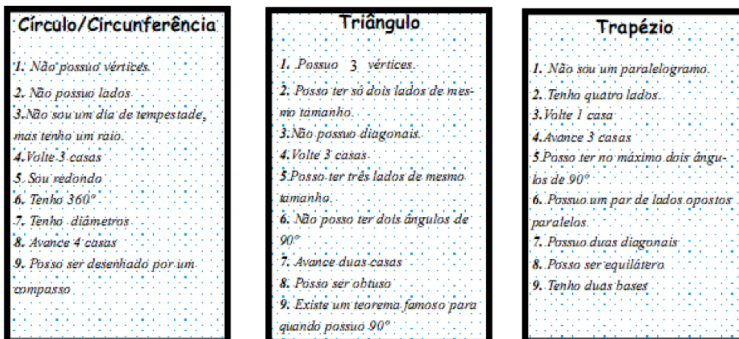 Círculo/Circunferência
1. Não possuo vértices.
2. Não possuo lados
3.Não sou um dia de tempestade,
mas tenho um raio.
4.Volte 3 casas
5. Sou redondo
6. Tenho 360º
7. Tenho diâmetros
8. Avance 4 casas
9. Posso ser desenhado por um
compasso
Triângulo
1. .Possuo 3 vértices.
2. Posso ter só dois lados de mes-
mo tamanho.
3.Não possuo diagonais.
4.Volte 3 casas
5.Posso ter três lados de mesmo
tamanho.
6. Não posso ter dois ângulos de
90º
7. Avance duas casas
8. Posso ser obtuso
9. Existe um teorema famoso para
quando possuo 90º
Trapézio
1. Não sou um paralelogramo.
2. Tenho quatro lados.
3.Volte 1 casa
4.Avance 3 casas
5.Posso ter no máximo dois ângu-
los de 90º
6. Possuo um par de lados opostos
paralelos
7. Possuo duas diagonais
8. Posso ser equilátero
9. Tenho duas bases